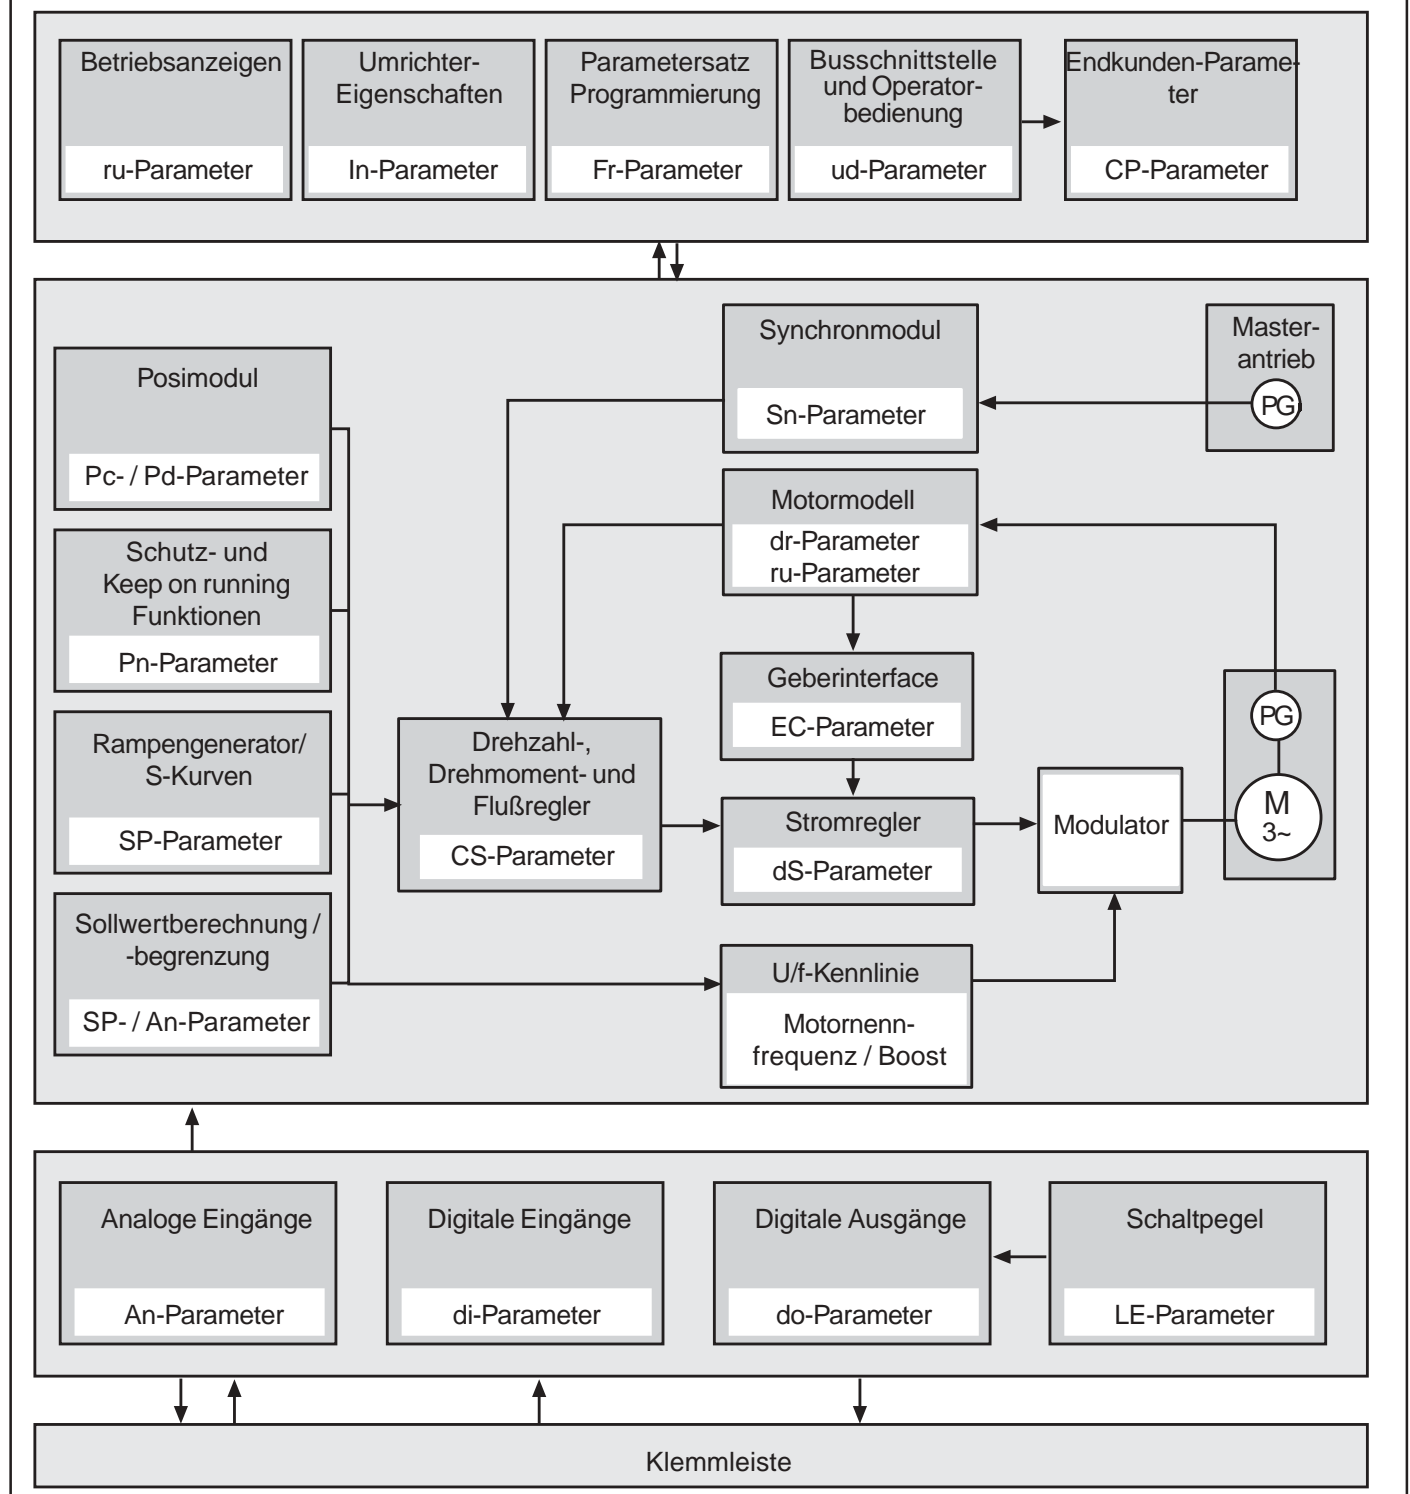 Betriebsanzeigen
ru-Parameter
Umrichter-
Eigenschaften
In-Parameter
Parametersatz
Programmierung
Fr-Parameter
Busschnittstelle
und Operator-
bedienung
ud-Parameter
Endkunden-Parame-
ter
CP-Parameter
Synchronmodul
Sn-Parameter
Master-
antrieb
PG
Posimodul
Pc- / Pd-Parameter
Motormodell
dr-Parameter
ru-Parameter
Schutz- und
Keep on running
Funktionen
Pn-Parameter
Geberinterface
EC-Parameter
PG
M
3~
Rampengenerator/
S-Kurven
SP-Parameter
Drehzahl-,
Drehmoment- und
Flußregler
CS-Parameter
Stromregler
dS-Parameter
Modulator
Sollwertberechnung /
-begrenzung
SP- / An-Parameter
U/f-Kennlinie
Motornenn-
frequenz / Boost
Analoge Eingänge
An-Parameter
Digitale Eingänge
di-Parameter
Digitale Ausgänge
do-Parameter
Schaltpegel
LE-Parameter
Klemmleiste